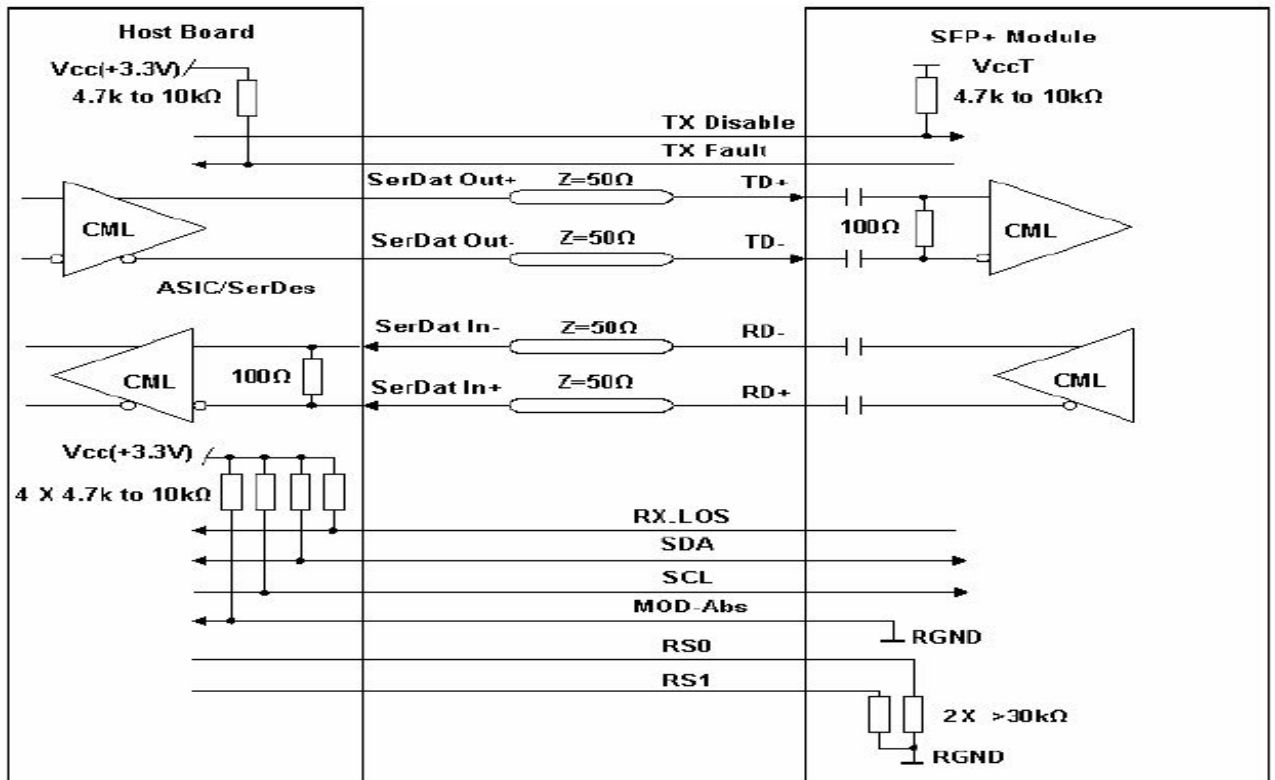 Host Board
SFP+ Module
Vcc(+3.3V)
VccT
4.7k to 10kΩ
4.7k to 10kΩ
TX Disable
TX Fault
SerDat Out+
Z=50Ω
TD+
CML
100Ω
CML
SerDat Out-
Z=50Ω
TD-
ASIC/SerDes
SerDat In-
Z=50Ω
RD-
CML
100Ω
SerDat In+
Z=50Ω
RD+
CML
Vcc(+3.3V)
4 X 4.7k to 10kΩ
RX-LOS
SDA
SCL
MOD-Abs
RGND
RS0
RS1
2X >30kΩ
RGND